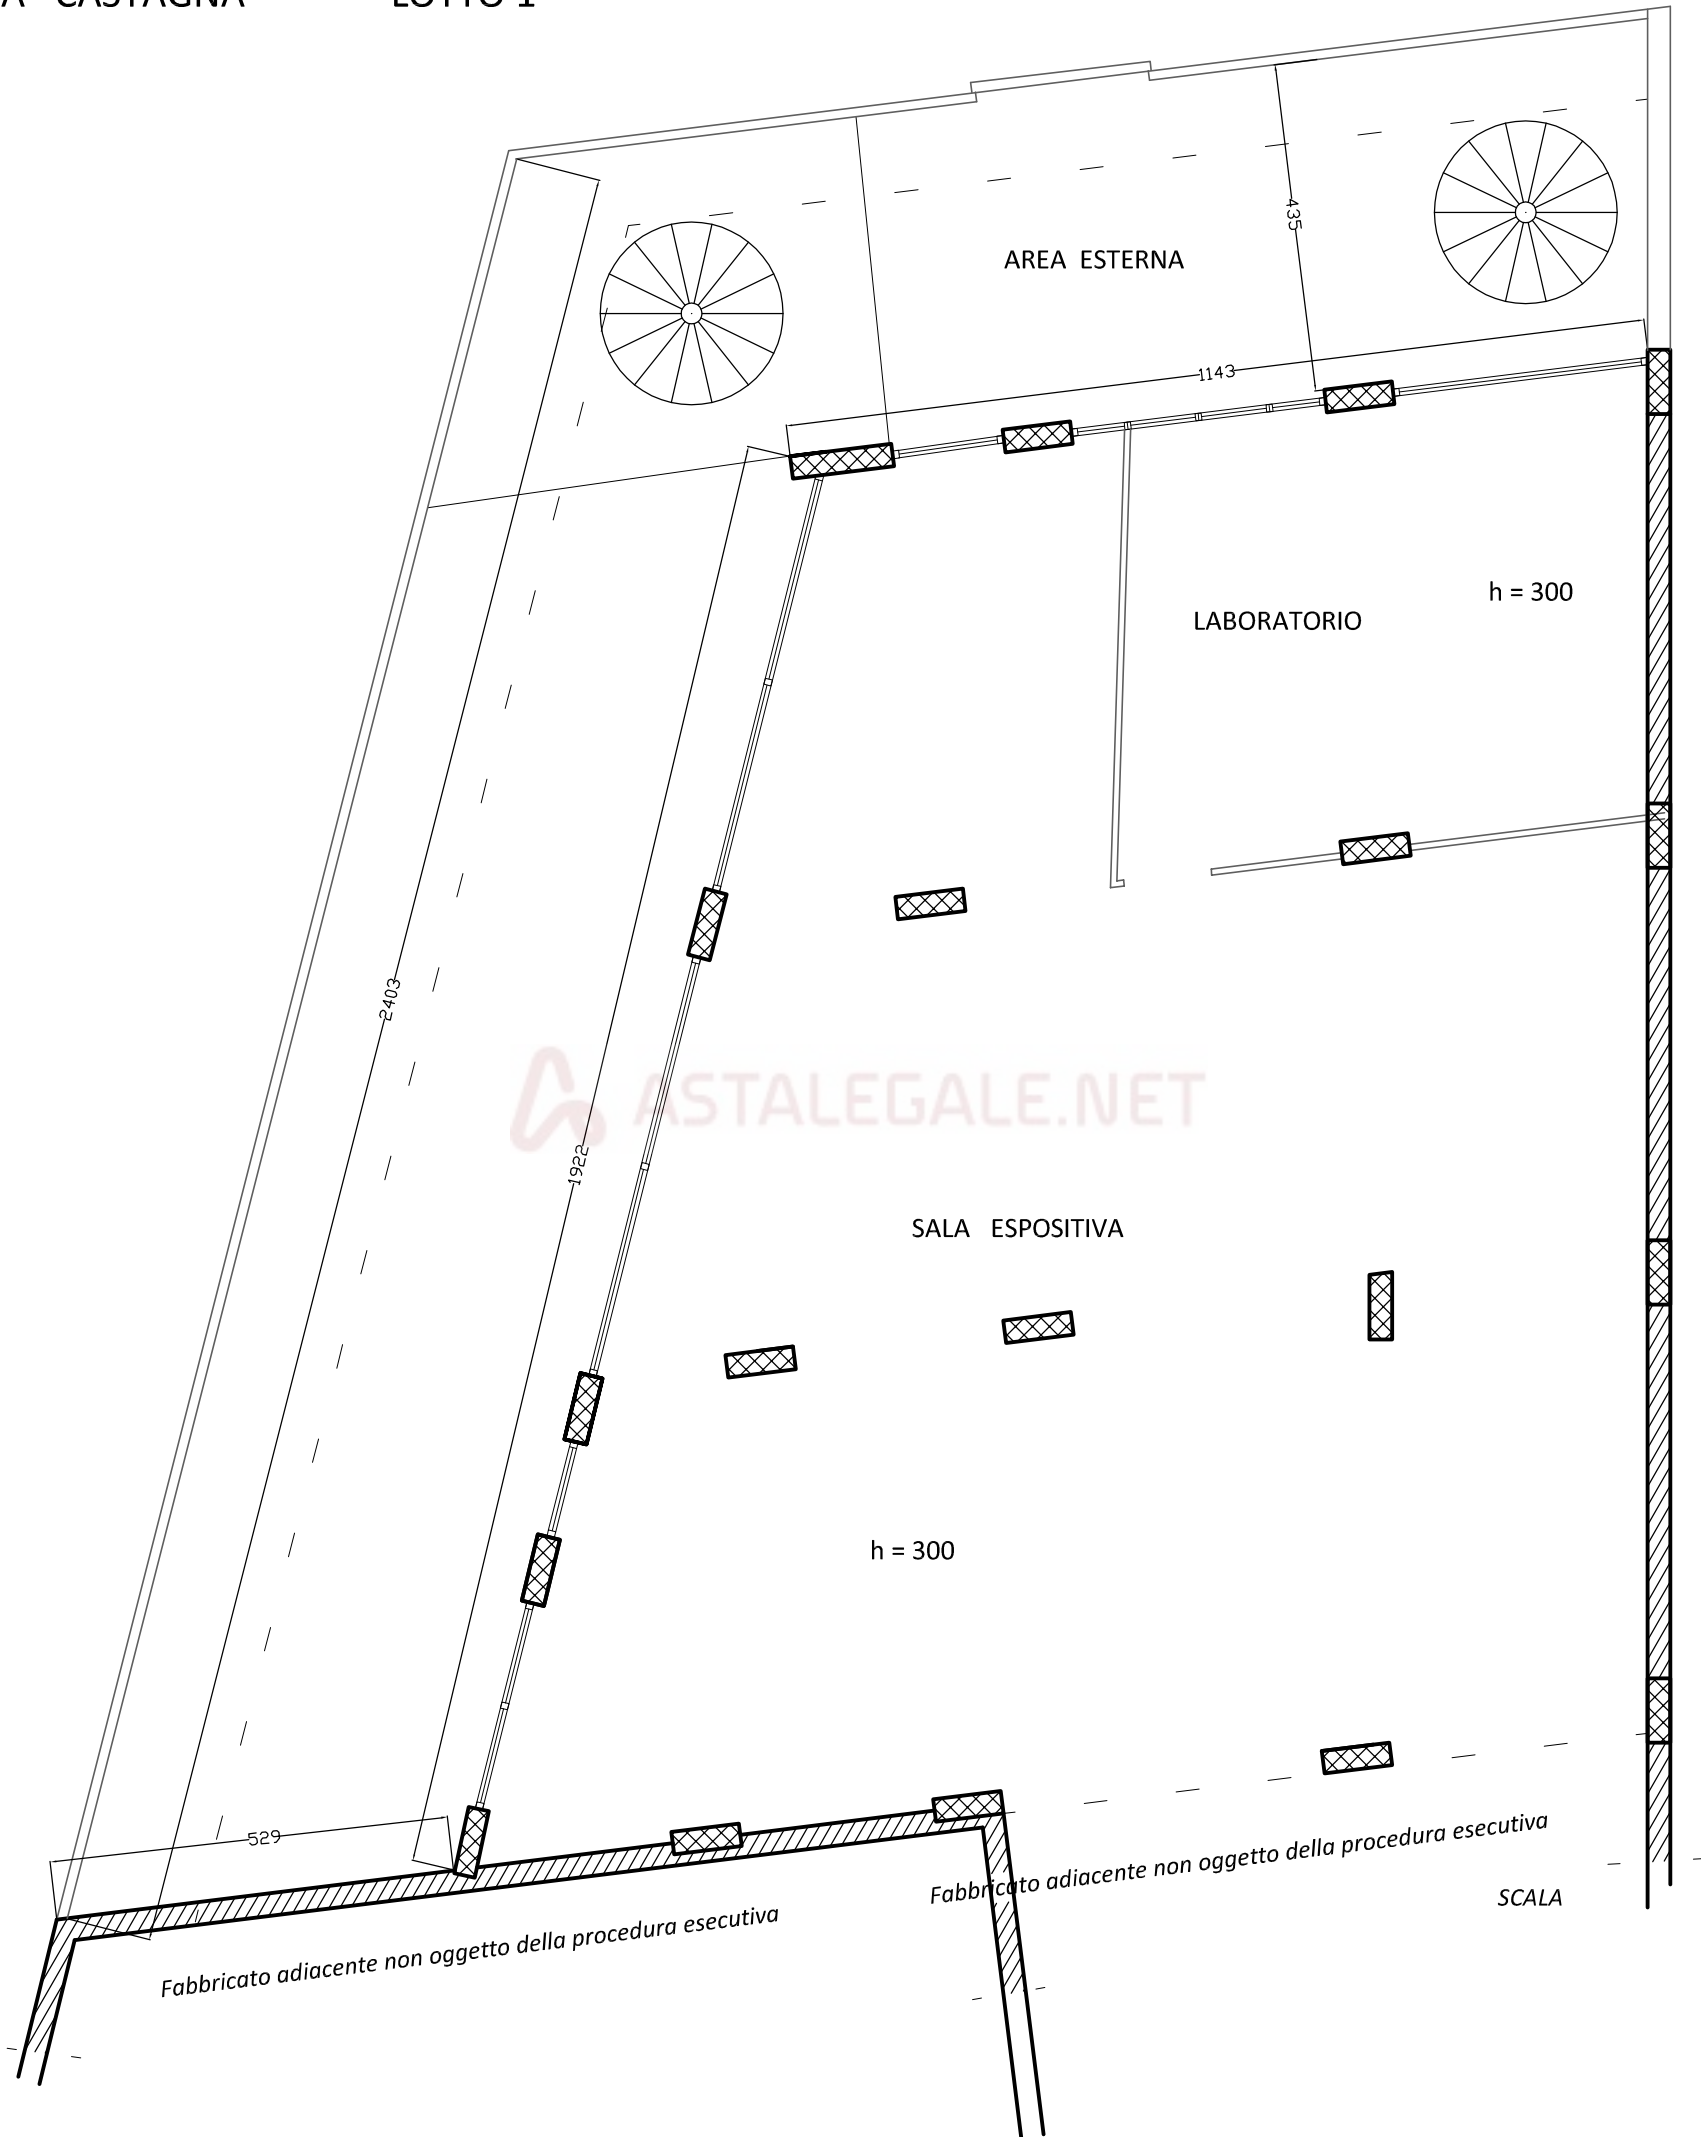 CASTAGNA LOTTO 1
435
AREA ESTERNA
1143
h = 300
LABORATORIO
2403
ASTALEGALE.NET
1922
SALA ESPOSITIVA
h = 300
529
Fabbricato adiacente non oggetto della procedura esecutiva
Fabbricato adiacente non oggetto della procedura esecutiva
SCALA